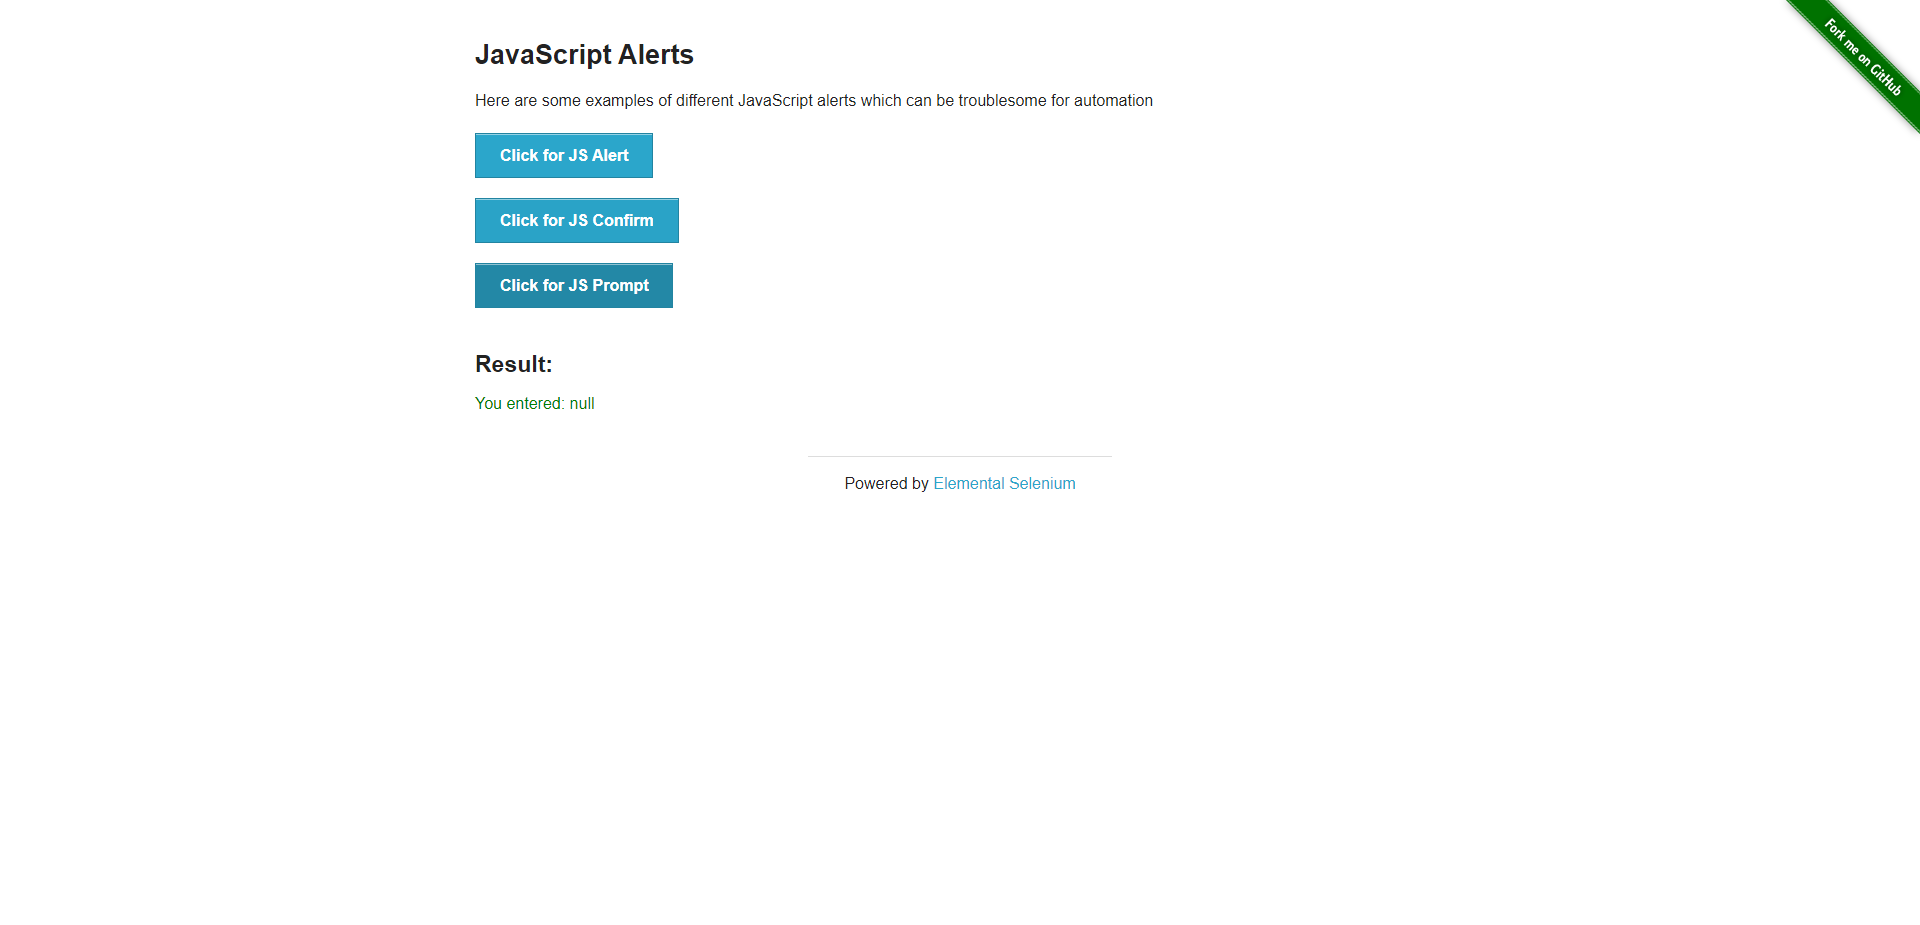 JavaScript Alerts
Fork me on GitHub
Here are some examples of different JavaScript alerts which can be troublesome for automation
Click for JS Alert
Click for JS Confirm
Click for JS Prompt
Result:
You entered: null
Powered by Elemental Selenium